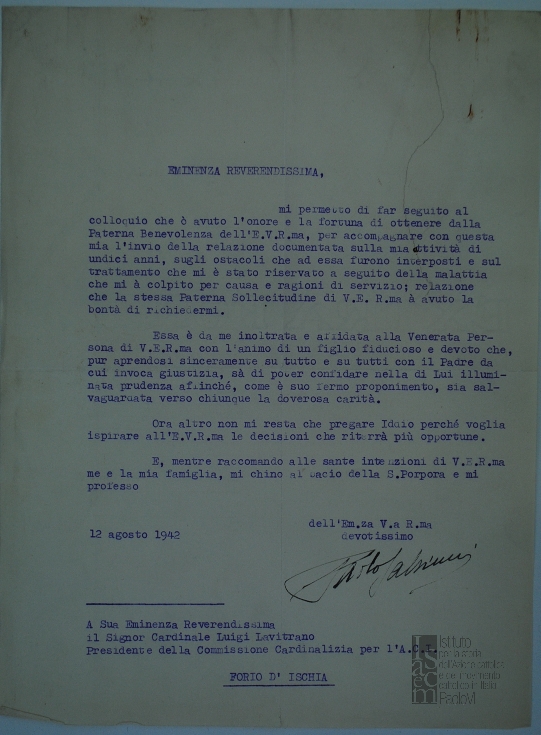 EMINENZA REVERENDISSIMA,
mi permetto di far seguito al
colloquio che ò avuto l'onore e la fortuna di ottenere dalla
Paterna Benevolenza dell'E.V.R.ma, per accompagnare con questa
mia l'invio della relazione documentata sulla mia attività di
undici anni, sugli ostacoli che ad essa furono interposti e sul
trattamento che mi è stato riservato a seguito della malattia
che mi à colpito per causa e ragioni di servizio; relazione
che la stessa Paterna Sollecitudine di V.E. R.ma à avuto la
bontà di richiedermi.
Essa è da me inoltrata e affidata alla Venerata Per-
sona di V.E.R.ma con l'animo di un figlio fiducioso e devoto che,
pur aprendosi sinceramente su tutto e su tutti con il Padre da
cui invoca giustizia, sà di poter confidare nella di Lui illumi-
nata prudenza affinché, come è suo fermo proponimento, sia sal-
vaguardata verso chiunque la doverosa carità.
Ora altro non mi resta che pregare Iddio perché voglia
ispirare all'E.V.R.ma le decisioni che riterrà più opportune.
E, mentre raccomando alle sante intenzioni di V.E.R.ma
me e la mia famiglia, mi chino al bacio della S.Porpora e mi
professo
dell'Em.za V.a R.ma
12 agosto 1942
devotissimo
Paolo
A Sua Eminenza Reverendissima
il Signor Cardinale Luigi Lavitrano
Presidente della Commissione Cardinalizia per l'A.C.I.
FORIO D' ISCHIA
Istituto
per la storia
dell'Azione cattolica
e del movimento
cattolico in Italia
Paolo VI